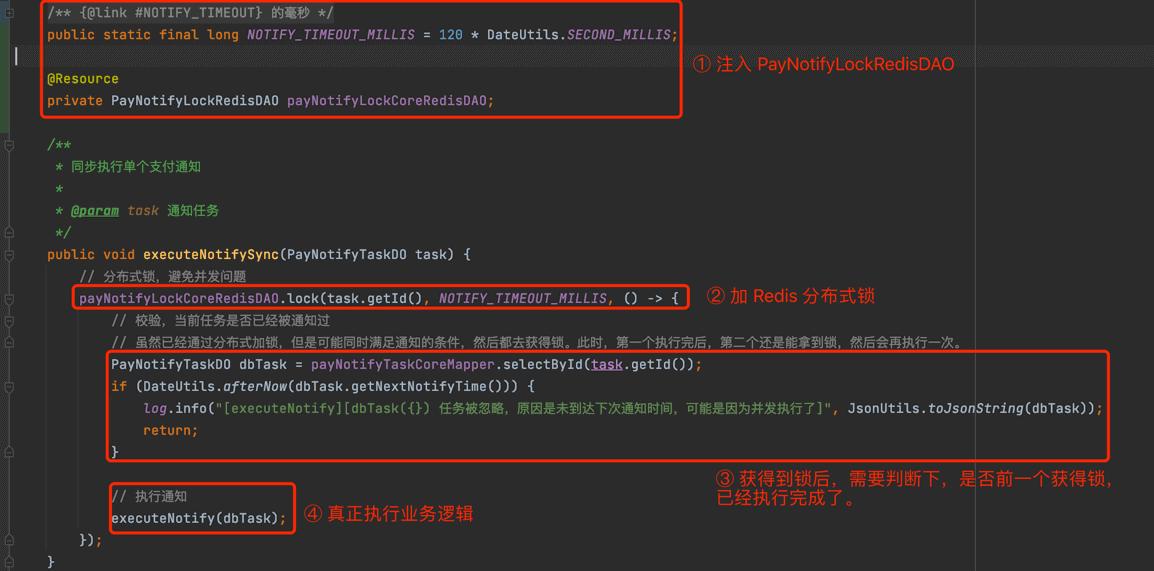 /** {@link #NOTIFY_TIMEOUT} 的毫秒 */
public static final long NOTIFY_TIMEOUT_MILLIS = 120 * DateUtils.SECOND_MILLIS;
① 注入 PayNotifyLockRedisDAO
@Resource
private PayNotifyLockRedisDAO payNotifyLockCoreRedisDAO;
/**
* 同步执行单个支付通知
*
* @param task 通知任务
*/
public void executeNotifySync(PayNotifyTaskDO task) {
// 分布式锁，避免并发问题
payNotifyLockCoreRedisDAO.lock(task.getId(), NOTIFY_TIMEOUT_MILLIS, () -> {
② 加 Redis 分布式锁
// 校验，当前任务是否已经被通知过
// 虽然已经通过分布式加锁，但是可能同时满足通知的条件，然后都去获得锁。此时，第一个执行完后，第二个还是能拿到锁，然后会再执行一次。
PayNotifyTaskDO dbTask = payNotifyTaskCoreMapper.selectById(task.getId());
if (DateUtils.afterNow(dbTask.getNextNotifyTime())) {
log.info("[executeNotify][dbTask({}) 任务被忽略，原因是未到达下次通知时间，可能是因为并发执行了]", JsonUtils.toJsonString(dbTask));
return;
}
③ 获得到锁后，需要判断下，是否前一个获得锁，
已经执行完成了。
// 执行通知
executeNotify(dbTask);
④ 真正执行业务逻辑
});
}